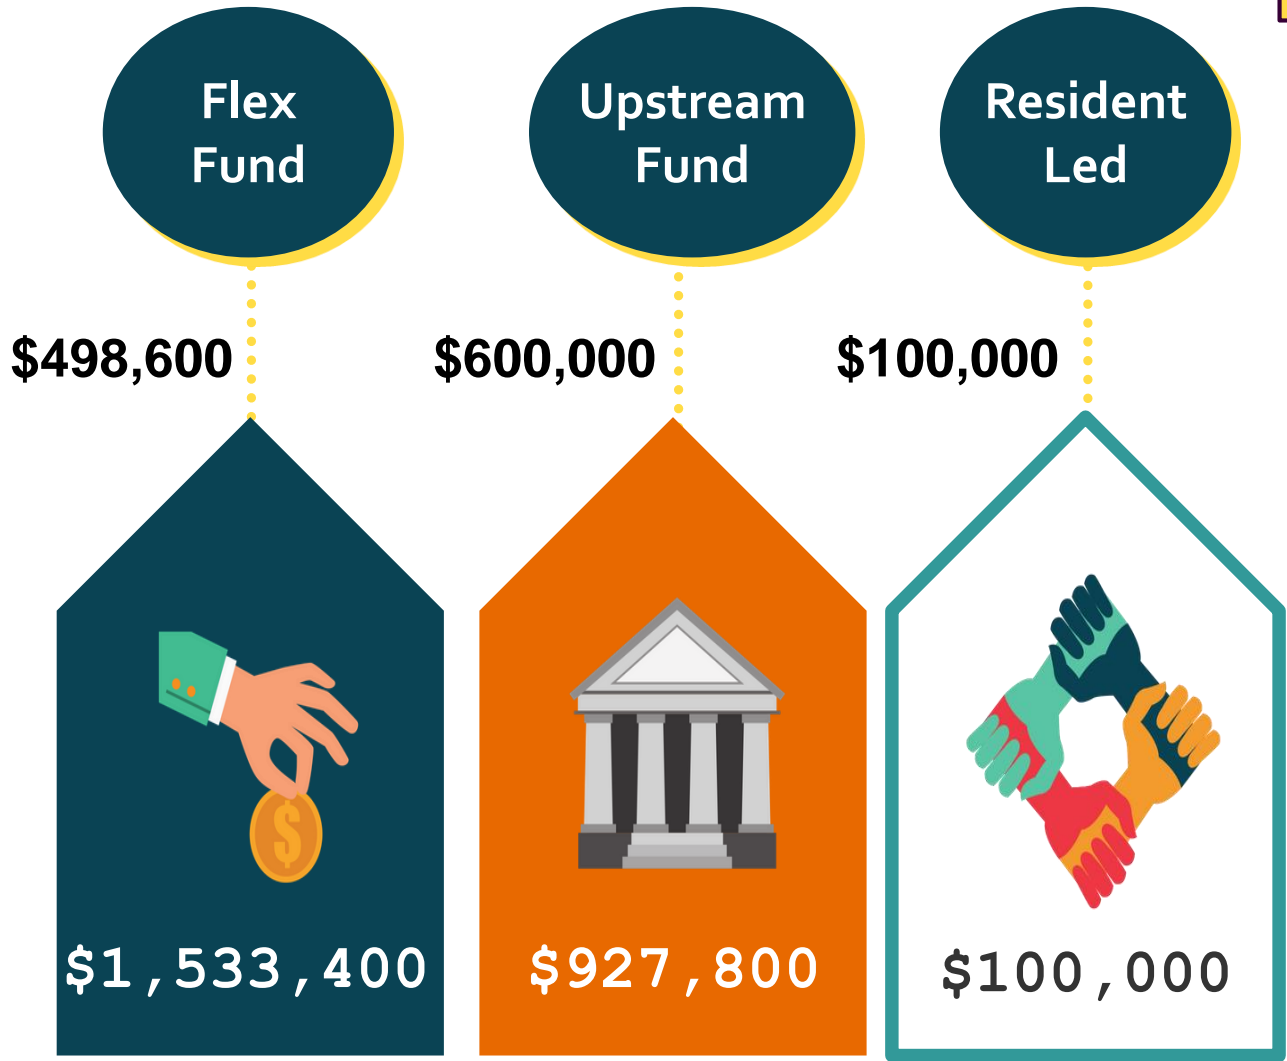 Flex
Fund
Upstream
Fund
Resident
Led
$498,600
$600,000
$100,000
$
$1,533,400
$927,800
$100,000